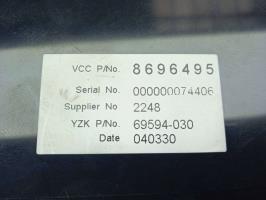 VCC P/No. 8696495
Serial No. 000000074406
Supplier No 2248
YZK P/No. 69594-030
Date 040330